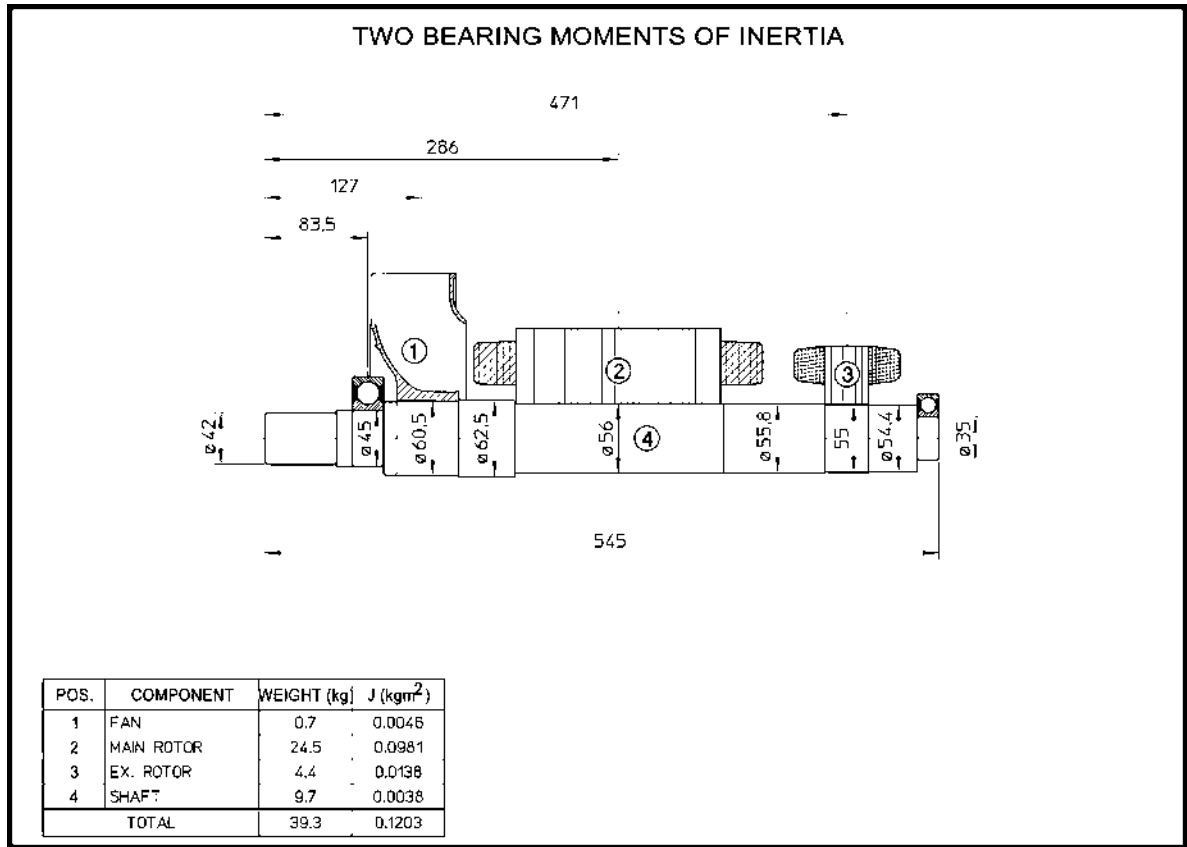 TWO BEARING MOMENTS OF INERTIA
471
286
127
83,5
1
2
3
4
ø42
ø45
ø60,5
ø62,5
ø56
ø55,8
55
ø54,4
ø35
545
POS. COMPONENT WEIGHT (kg) J (kgm²)
1 FAN 0.7 0.0046
2 MAIN ROTOR 24.5 0.0981
3 EX. ROTOR 4.4 0.0138
4 SHAFT 9.7 0.0038
TOTAL 39.3 0.1203